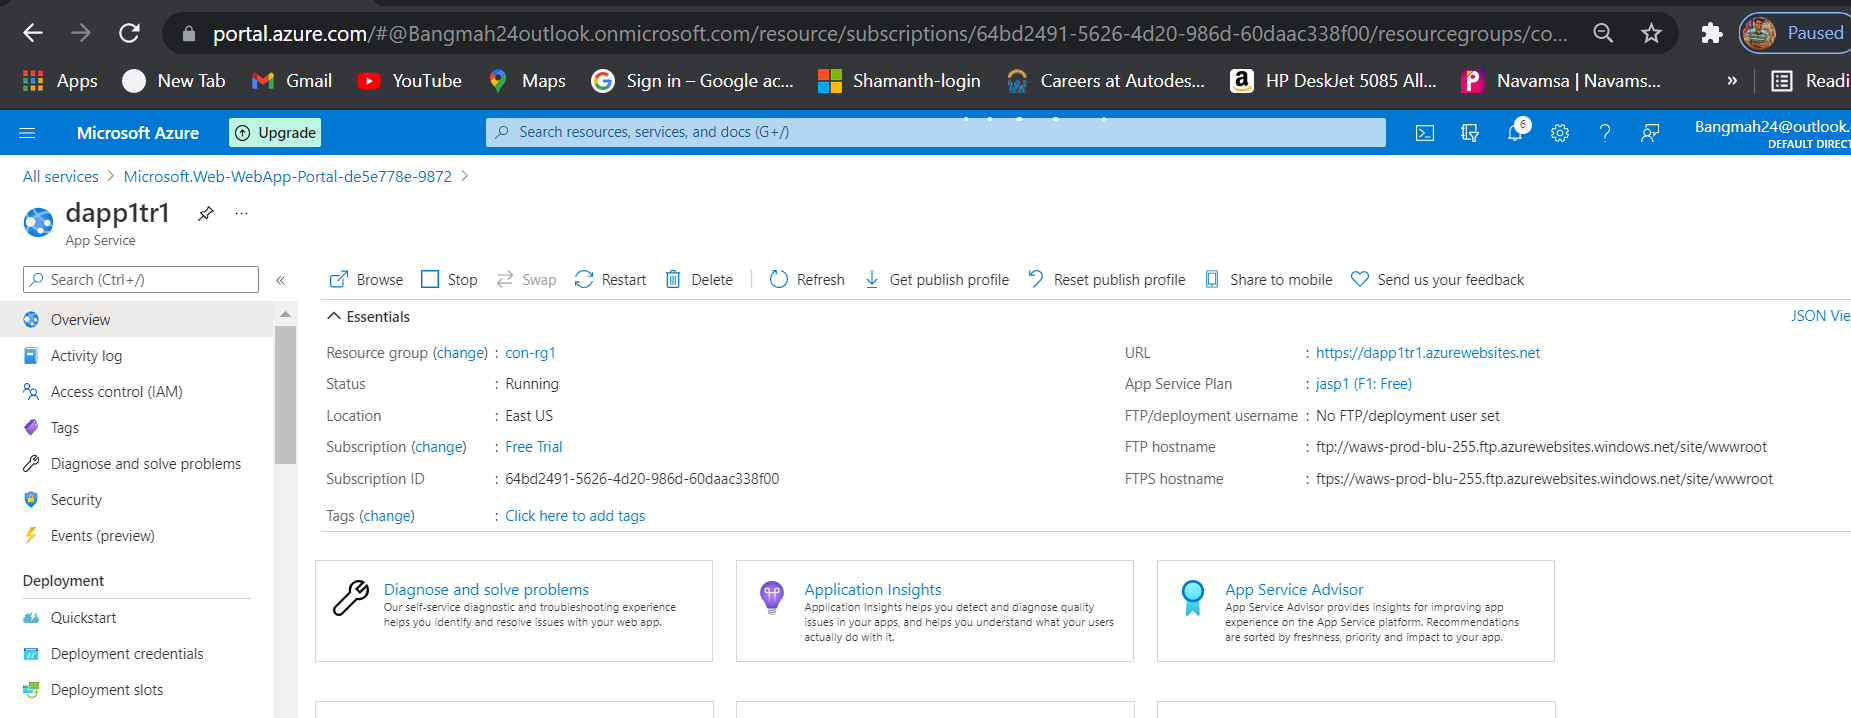 portal.azure.com/#@Bangmah24outlook.onmicrosoft.com/resource/subscriptions/64bd2491-5626-4d20-986d-60daac338f00/resourcegroups/co...
Paused
Apps
New Tab
Gmail
YouTube
Maps
Sign in – Google ac...
Shamanth-login
Careers at Autodes...
HP DeskJet 5085 All...
Navamsa | Navams...
»
Readi
Microsoft Azure
Upgrade
Search resources, services, and docs (G+/)
6
Bangmah24@outlook.
DEFAULT DIRECT
All services > Microsoft.Web-WebApp-Portal-de5e778e-9872 >
dapp1tr1
...
App Service
Search (Ctrl+/)
«
Overview
Activity log
Access control (IAM)
Tags
Diagnose and solve problems
Security
Events (preview)
Deployment
Quickstart
Deployment credentials
Deployment slots
Browse
Stop
Swap
Restart
Delete
Refresh
Get publish profile
Reset publish profile
Share to mobile
Send us your feedback
Essentials
JSON Vie
Resource group (change) : con-rg1
Status : Running
Location : East US
Subscription (change) : Free Trial
Subscription ID : 64bd2491-5626-4d20-986d-60daac338f00
Tags (change) : Click here to add tags
URL : https://dapp1tr1.azurewebsites.net
App Service Plan : jasp1 (F1: Free)
FTP/deployment username : No FTP/deployment user set
FTP hostname : ftp://waws-prod-blu-255.ftp.azurewebsites.windows.net/site/wwwroot
FTPS hostname : ftps://waws-prod-blu-255.ftp.azurewebsites.windows.net/site/wwwroot
Diagnose and solve problems
Our self-service diagnostic and troubleshooting experience
helps you identify and resolve issues with your web app.
Application Insights
Application Insights helps you detect and diagnose quality
issues in your apps, and helps you understand what your users
actually do with it.
App Service Advisor
App Service Advisor provides insights for improving app
experience on the App Service platform. Recommendations
are sorted by freshness, priority and impact to your app.